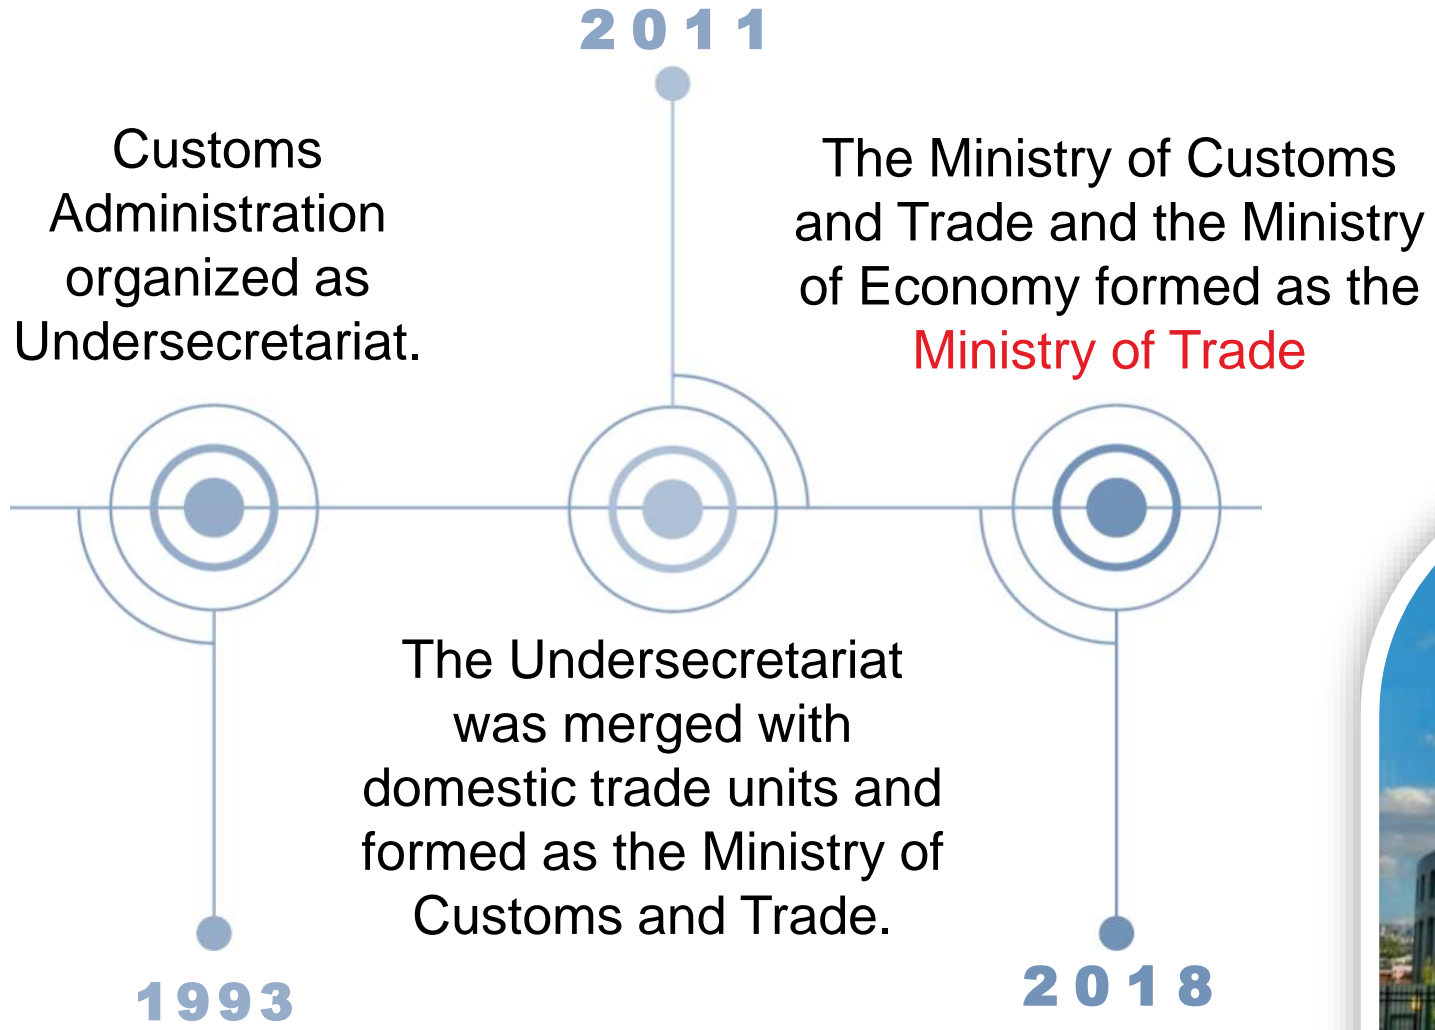 2011
Customs
Administration
organized as
Undersecretariat.
The Ministry of Customs
and Trade and the Ministry
of Economy formed as the
Ministry of Trade
The Undersecretariat
was merged with
domestic trade units and
formed as the Ministry of
Customs and Trade.
1993
2018